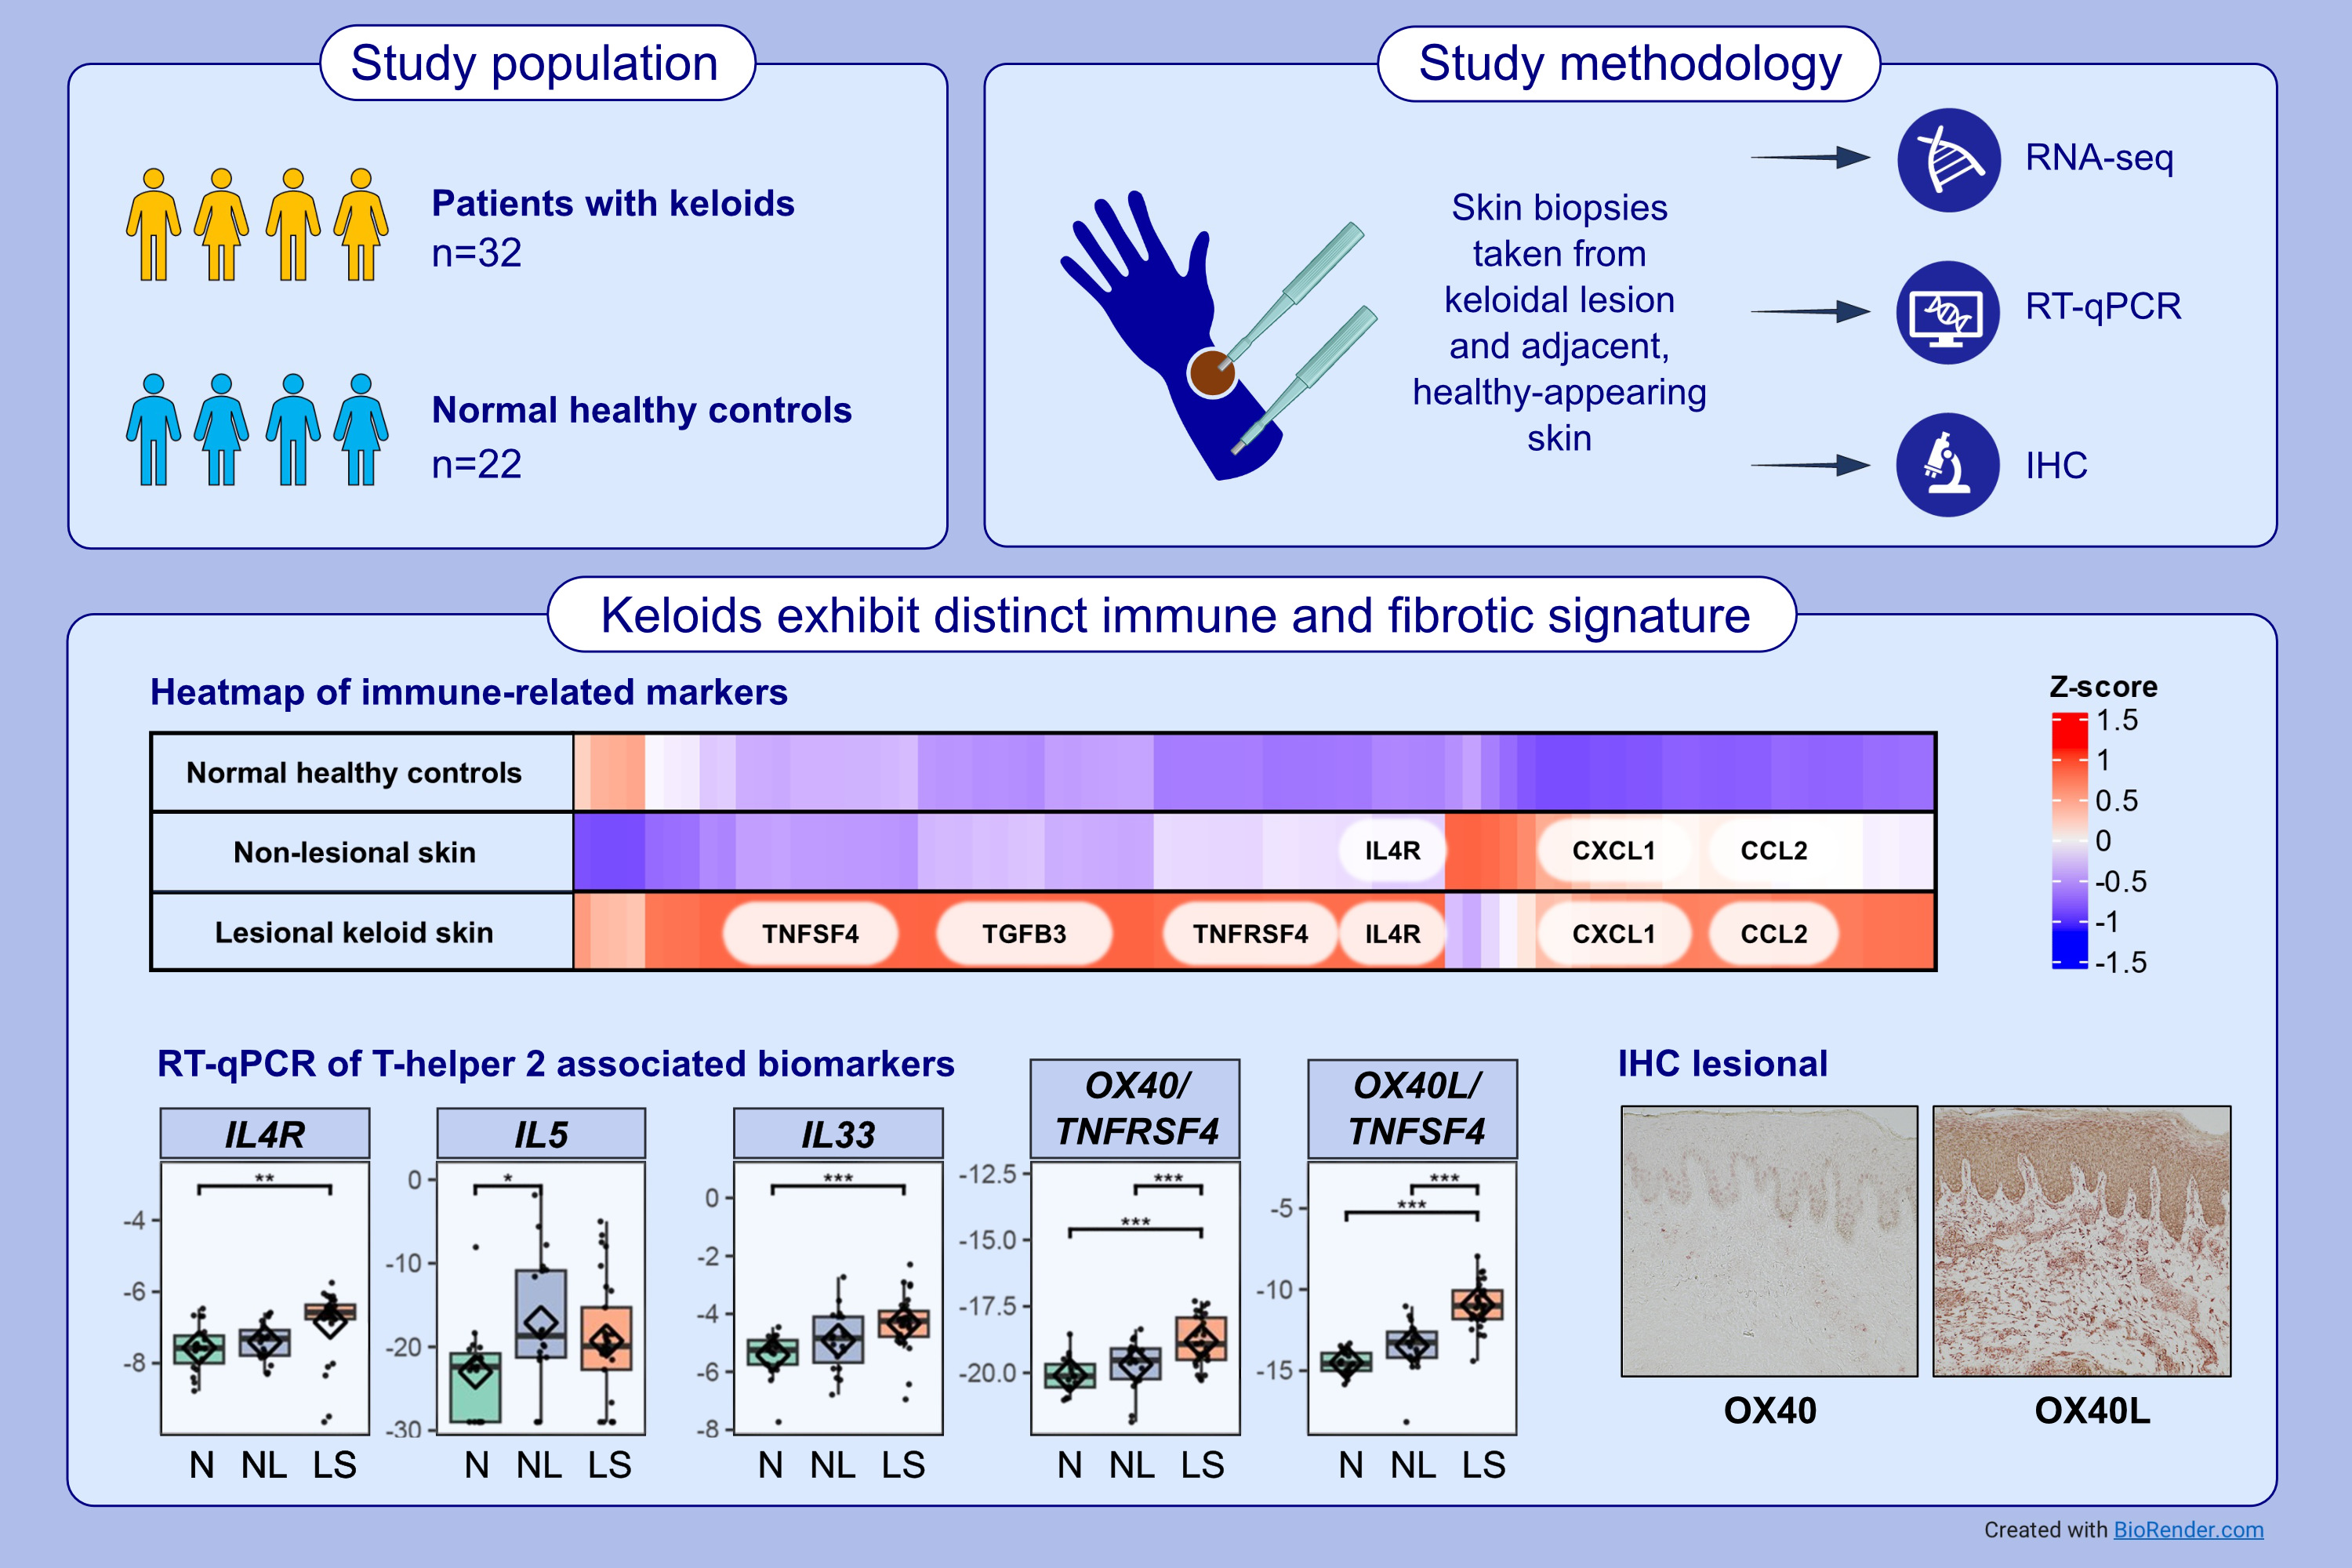 Study population
Patients with keloids
n=32
Normal healthy controls
n=22
Study methodology
Skin biopsies
taken from
keloidal lesion
and adjacent,
healthy-appearing
skin
RNA-seq
RT-qPCR
IHC
Keloids exhibit distinct immune and fibrotic signature
Heatmap of immune-related markers
Normal healthy controls
Non-lesional skin
IL4R CXCL1 CCL2
Lesional keloid skin
TNFSF4 TGFB3 TNFRSF4 IL4R CXCL1 CCL2
Z-score
1.5
1
0.5
0
-0.5
-1
-1.5
RT-qPCR of T-helper 2 associated biomarkers
IL4R
**
-4
-6
-8
N NL LS
IL5
*
0
-10
-20
-30
N NL LS
IL33
***
0
-2
-4
-6
-8
N NL LS
OX40/
TNFRSF4
***
***
-12.5
-15.0
-17.5
-20.0
N NL LS
OX40L/
TNFSF4
***
***
-5
-10
-15
N NL LS
IHC lesional
OX40
OX40L
Created with BioRender.com